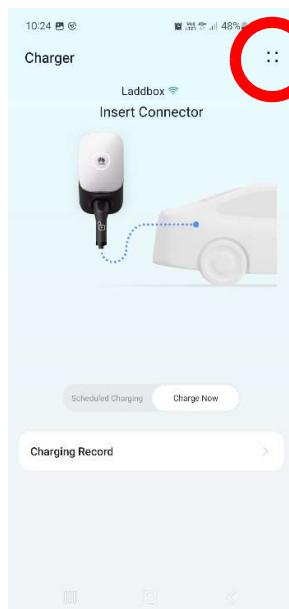 10:24
48%
Charger
Laddbox
Insert Connector
Scheduled Charging
Charge Now
Charging Record